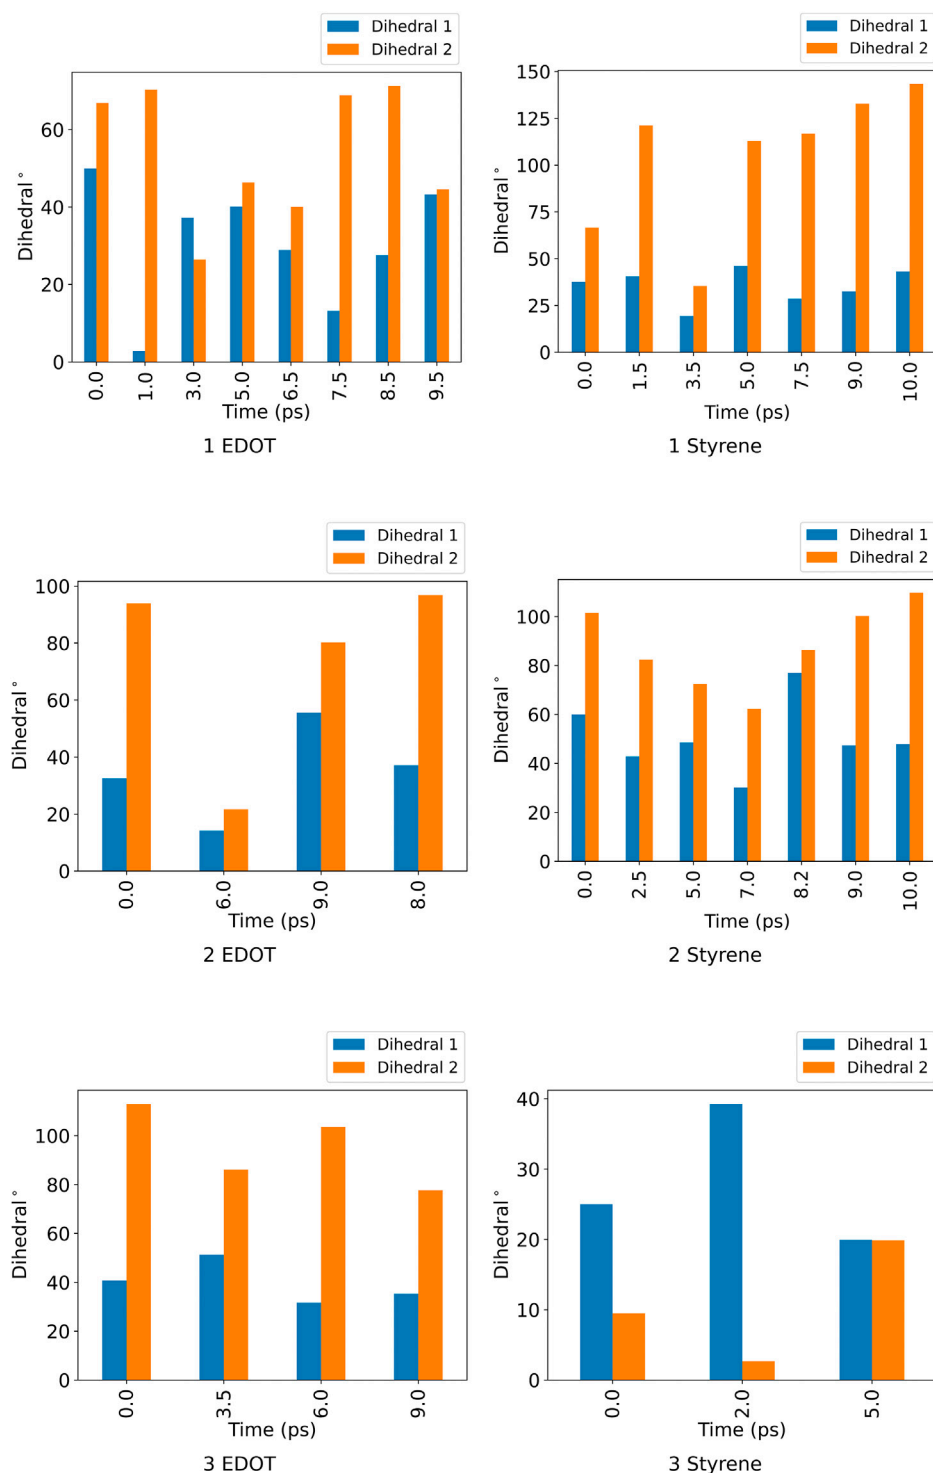 Dihedral 1
Dihedral 2
Dihedral°
60
40
20
0
0.0 1.0 3.0 5.0 6.5 7.5 8.5 9.5
Time (ps)
1 EDOT
Dihedral 1
Dihedral 2
Dihedral°
150
125
100
75
50
25
0
0.0 1.5 3.5 5.0 7.5 9.0 10.0
Time (ps)
1 Styrene
Dihedral 1
Dihedral 2
Dihedral°
100
80
60
40
20
0
0.0 6.0 9.0 8.0
Time (ps)
2 EDOT
Dihedral 1
Dihedral 2
Dihedral°
100
80
60
40
20
0
0.0 2.5 5.0 7.0 8.2 9.0 10.0
Time (ps)
2 Styrene
Dihedral 1
Dihedral 2
Dihedral°
100
80
60
40
20
0
0.0 3.5 6.0 9.0
Time (ps)
3 EDOT
Dihedral 1
Dihedral 2
Dihedral°
40
30
20
10
0
0.0 2.0 5.0
Time (ps)
3 Styrene